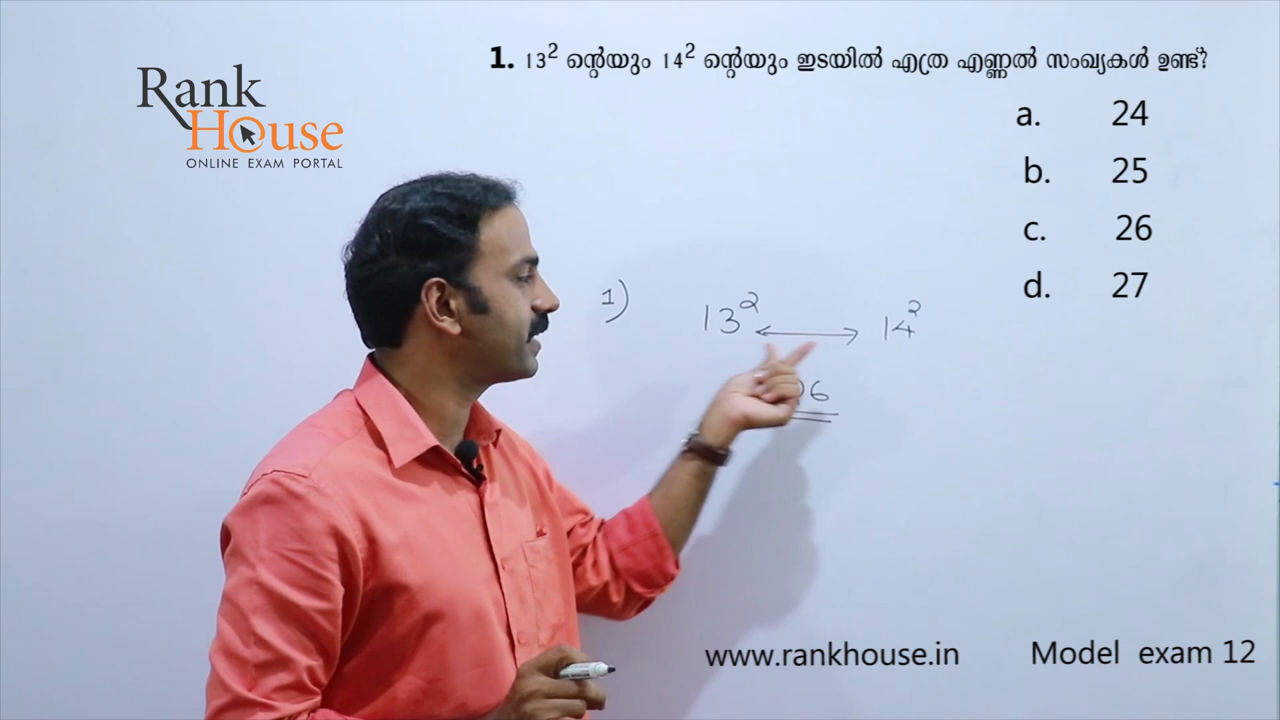 1. 13² ന്റെയും 14² ന്റെയും ഇടയിൽ എത്ര എണ്ണൽ സംഖ്യകൾ ഉണ്ട്?
Rank
House
ONLINE EXAM PORTAL
a. 24
b. 25
c. 26
d. 27
1) 13² ↔ 14²
www.rankhouse.in Model exam 12